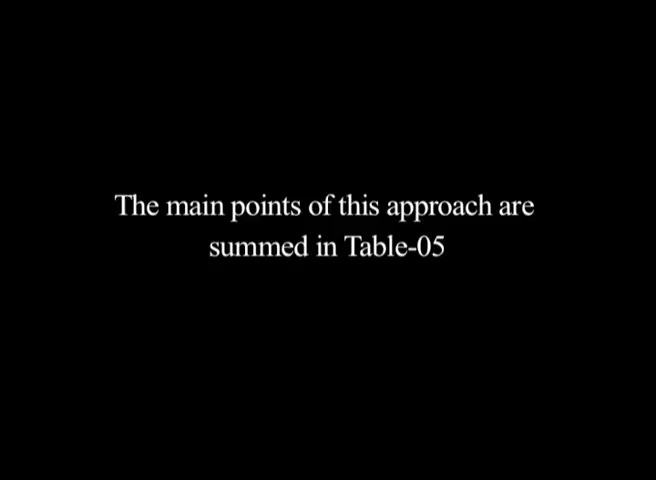 The main points of this approach are
summed in Table-05